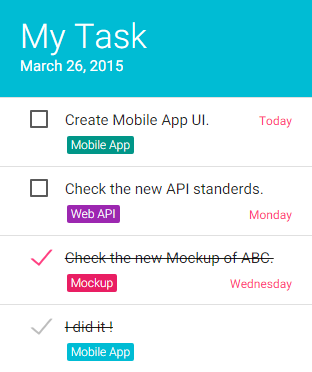 My Task
March 26, 2015
Create Mobile App UI.
Today
Mobile App
Check the new API standerds.
Web API
Monday
Check the new Mockup of ABC.
Mockup
Wednesday
I did it !
Mobile App